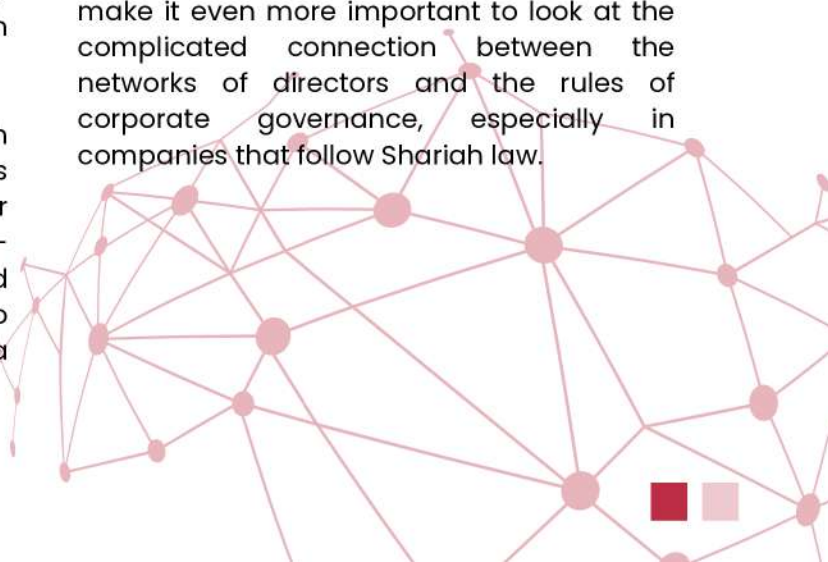 make it even more important to look at the
complicated connection between the
networks of directors and the rules of
corporate governance, especially in
companies that follow Shariah law.